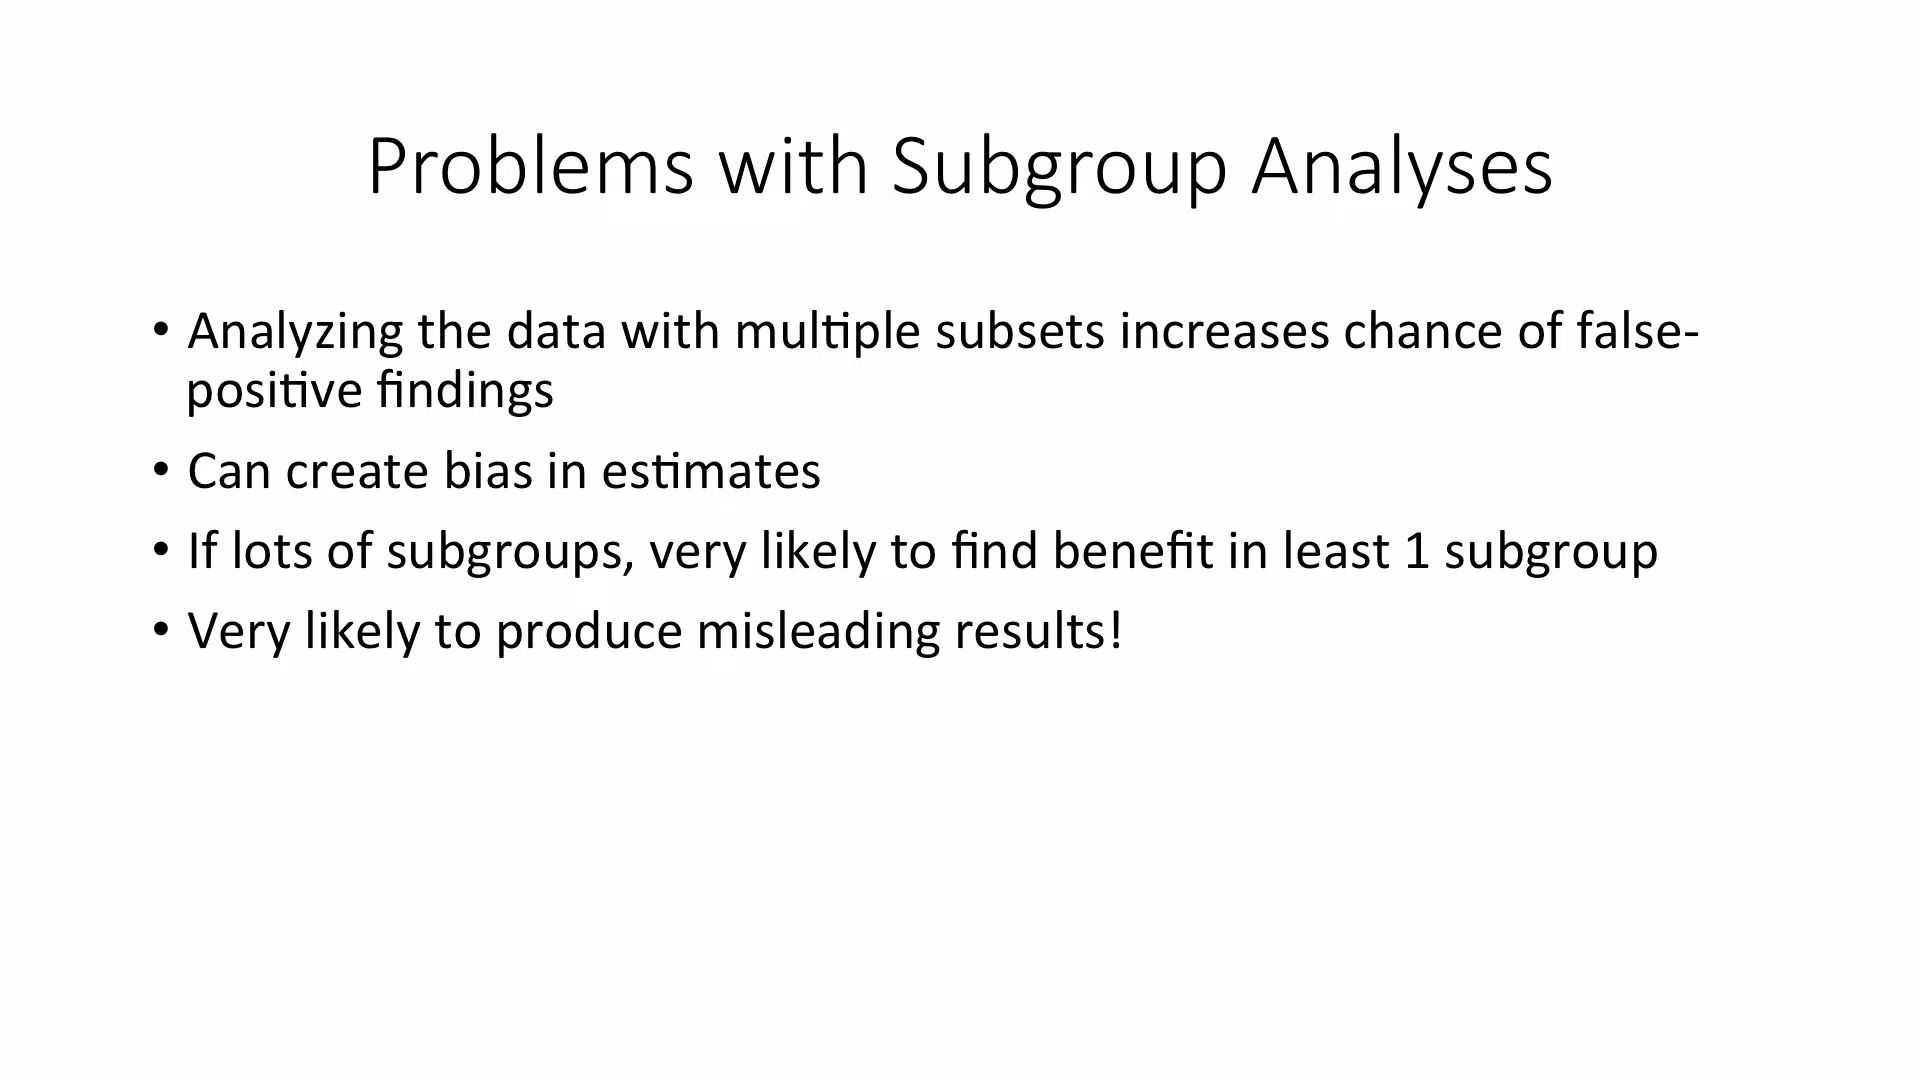 Problems with Subgroup Analyses
• Analyzing the data with multiple subsets increases chance of false-
positive findings
• Can create bias in estimates
• If lots of subgroups, very likely to find benefit in least 1 subgroup
• Very likely to produce misleading results!